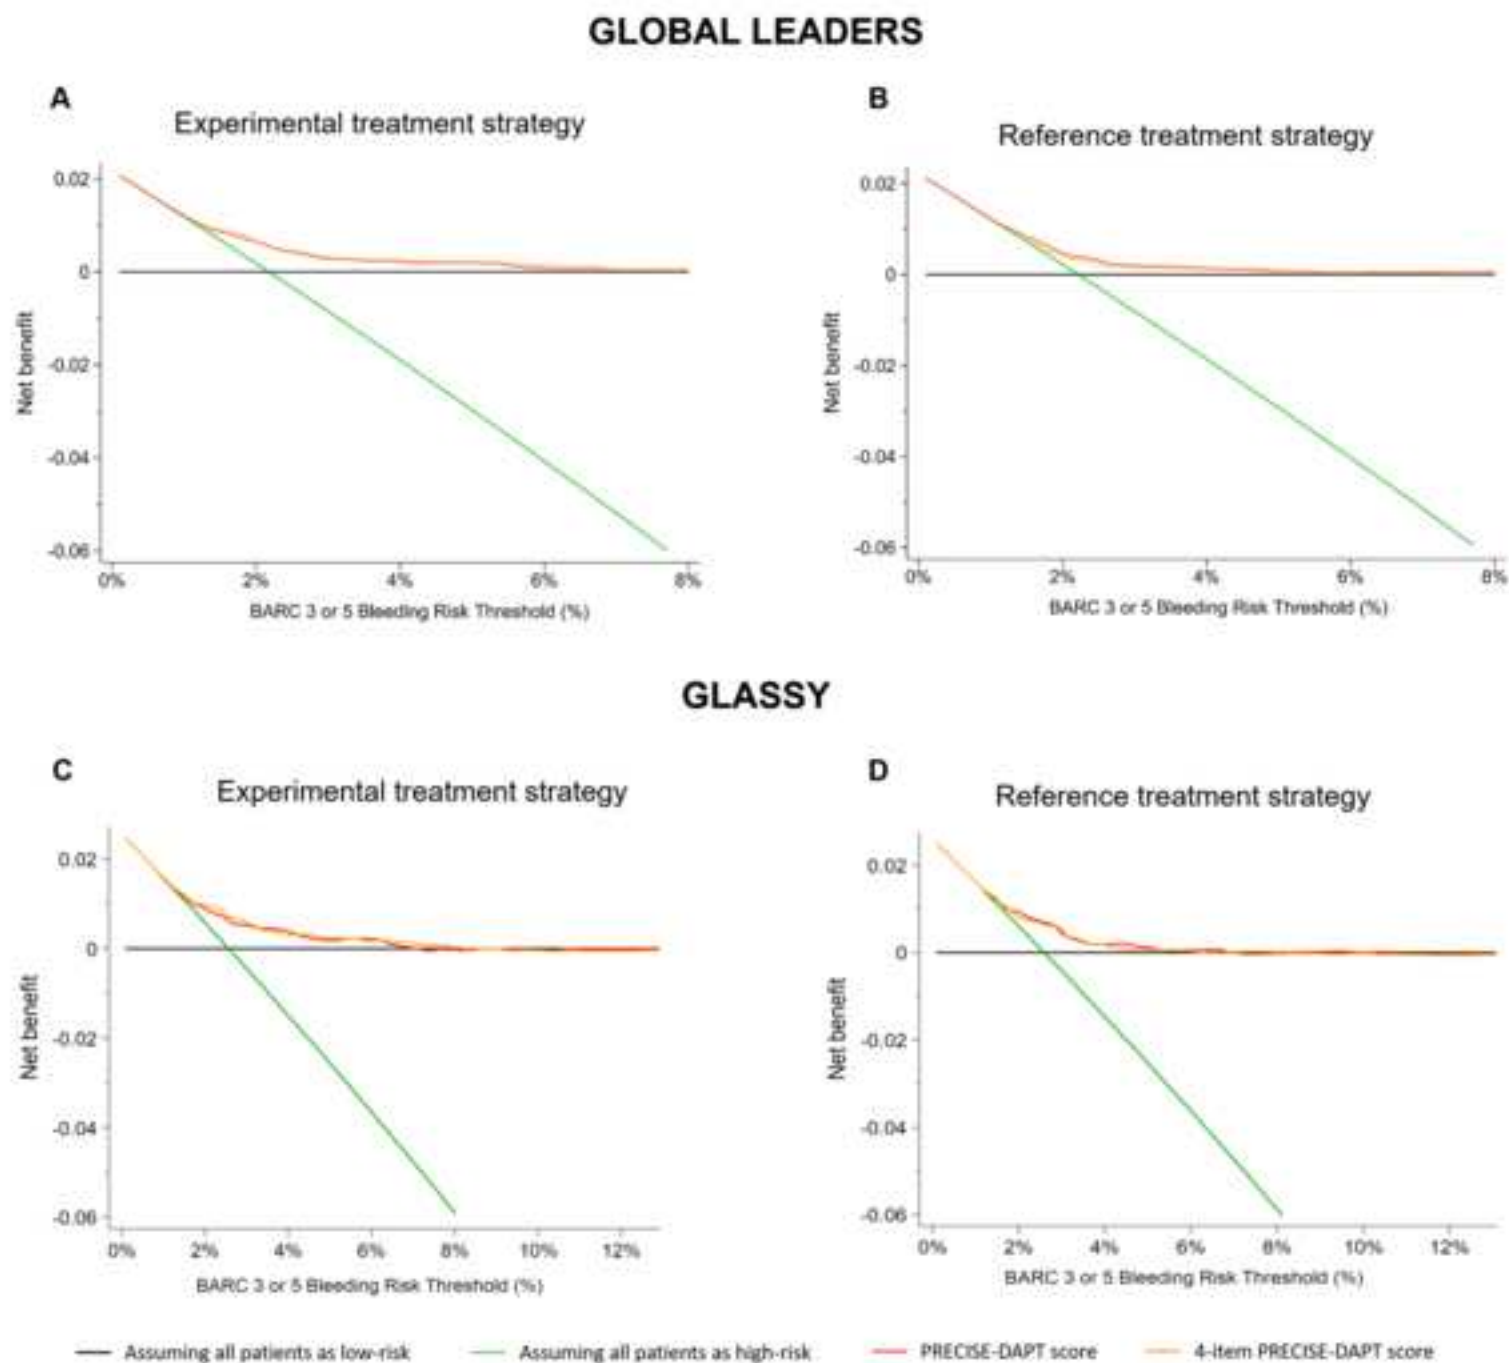 GLOBAL LEADERS
A
Experimental treatment strategy
0.02
0
-0.02
-0.04
-0.06
Net benefit
0%
2%
4%
6%
8%
BARC 3 or 5 Bleeding Risk Threshold (%)
B
Reference treatment strategy
0.02
0
-0.02
-0.04
-0.06
Net benefit
0%
2%
4%
6%
8%
BARC 3 or 5 Bleeding Risk Threshold (%)
GLASSY
C
Experimental treatment strategy
0.02
0
-0.02
-0.04
-0.06
Net benefit
0%
2%
4%
6%
8%
10%
12%
BARC 3 or 5 Bleeding Risk Threshold (%)
D
Reference treatment strategy
0.02
0
-0.02
-0.04
-0.06
Net benefit
0%
2%
4%
6%
8%
10%
12%
BARC 3 or 5 Bleeding Risk Threshold (%)
Assuming all patients as low-risk
Assuming all patients as high-risk
PRECISE-DAPT score
4-item PRECISE-DAPT score